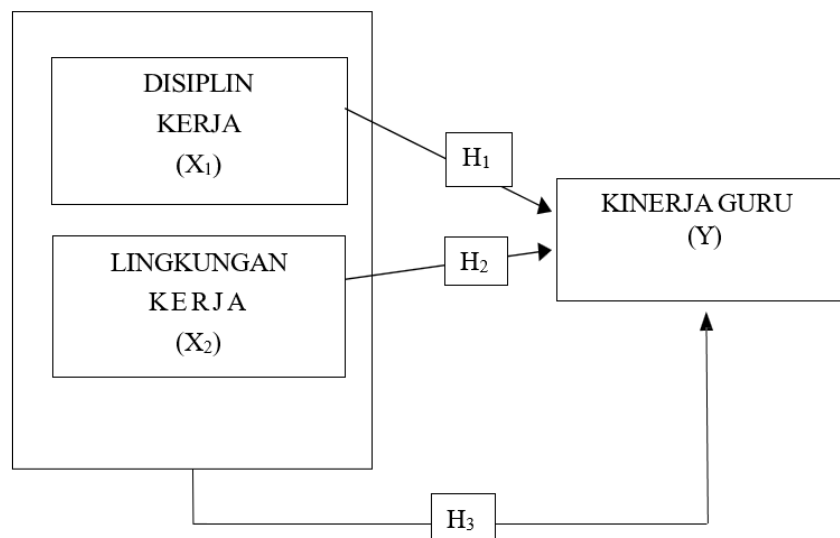 DISIPLIN
KERJA
(X₁)
H₁
KINERJA GURU
(Y)
LINGKUNGAN
KERJA
(X₂)
H₂
H₃